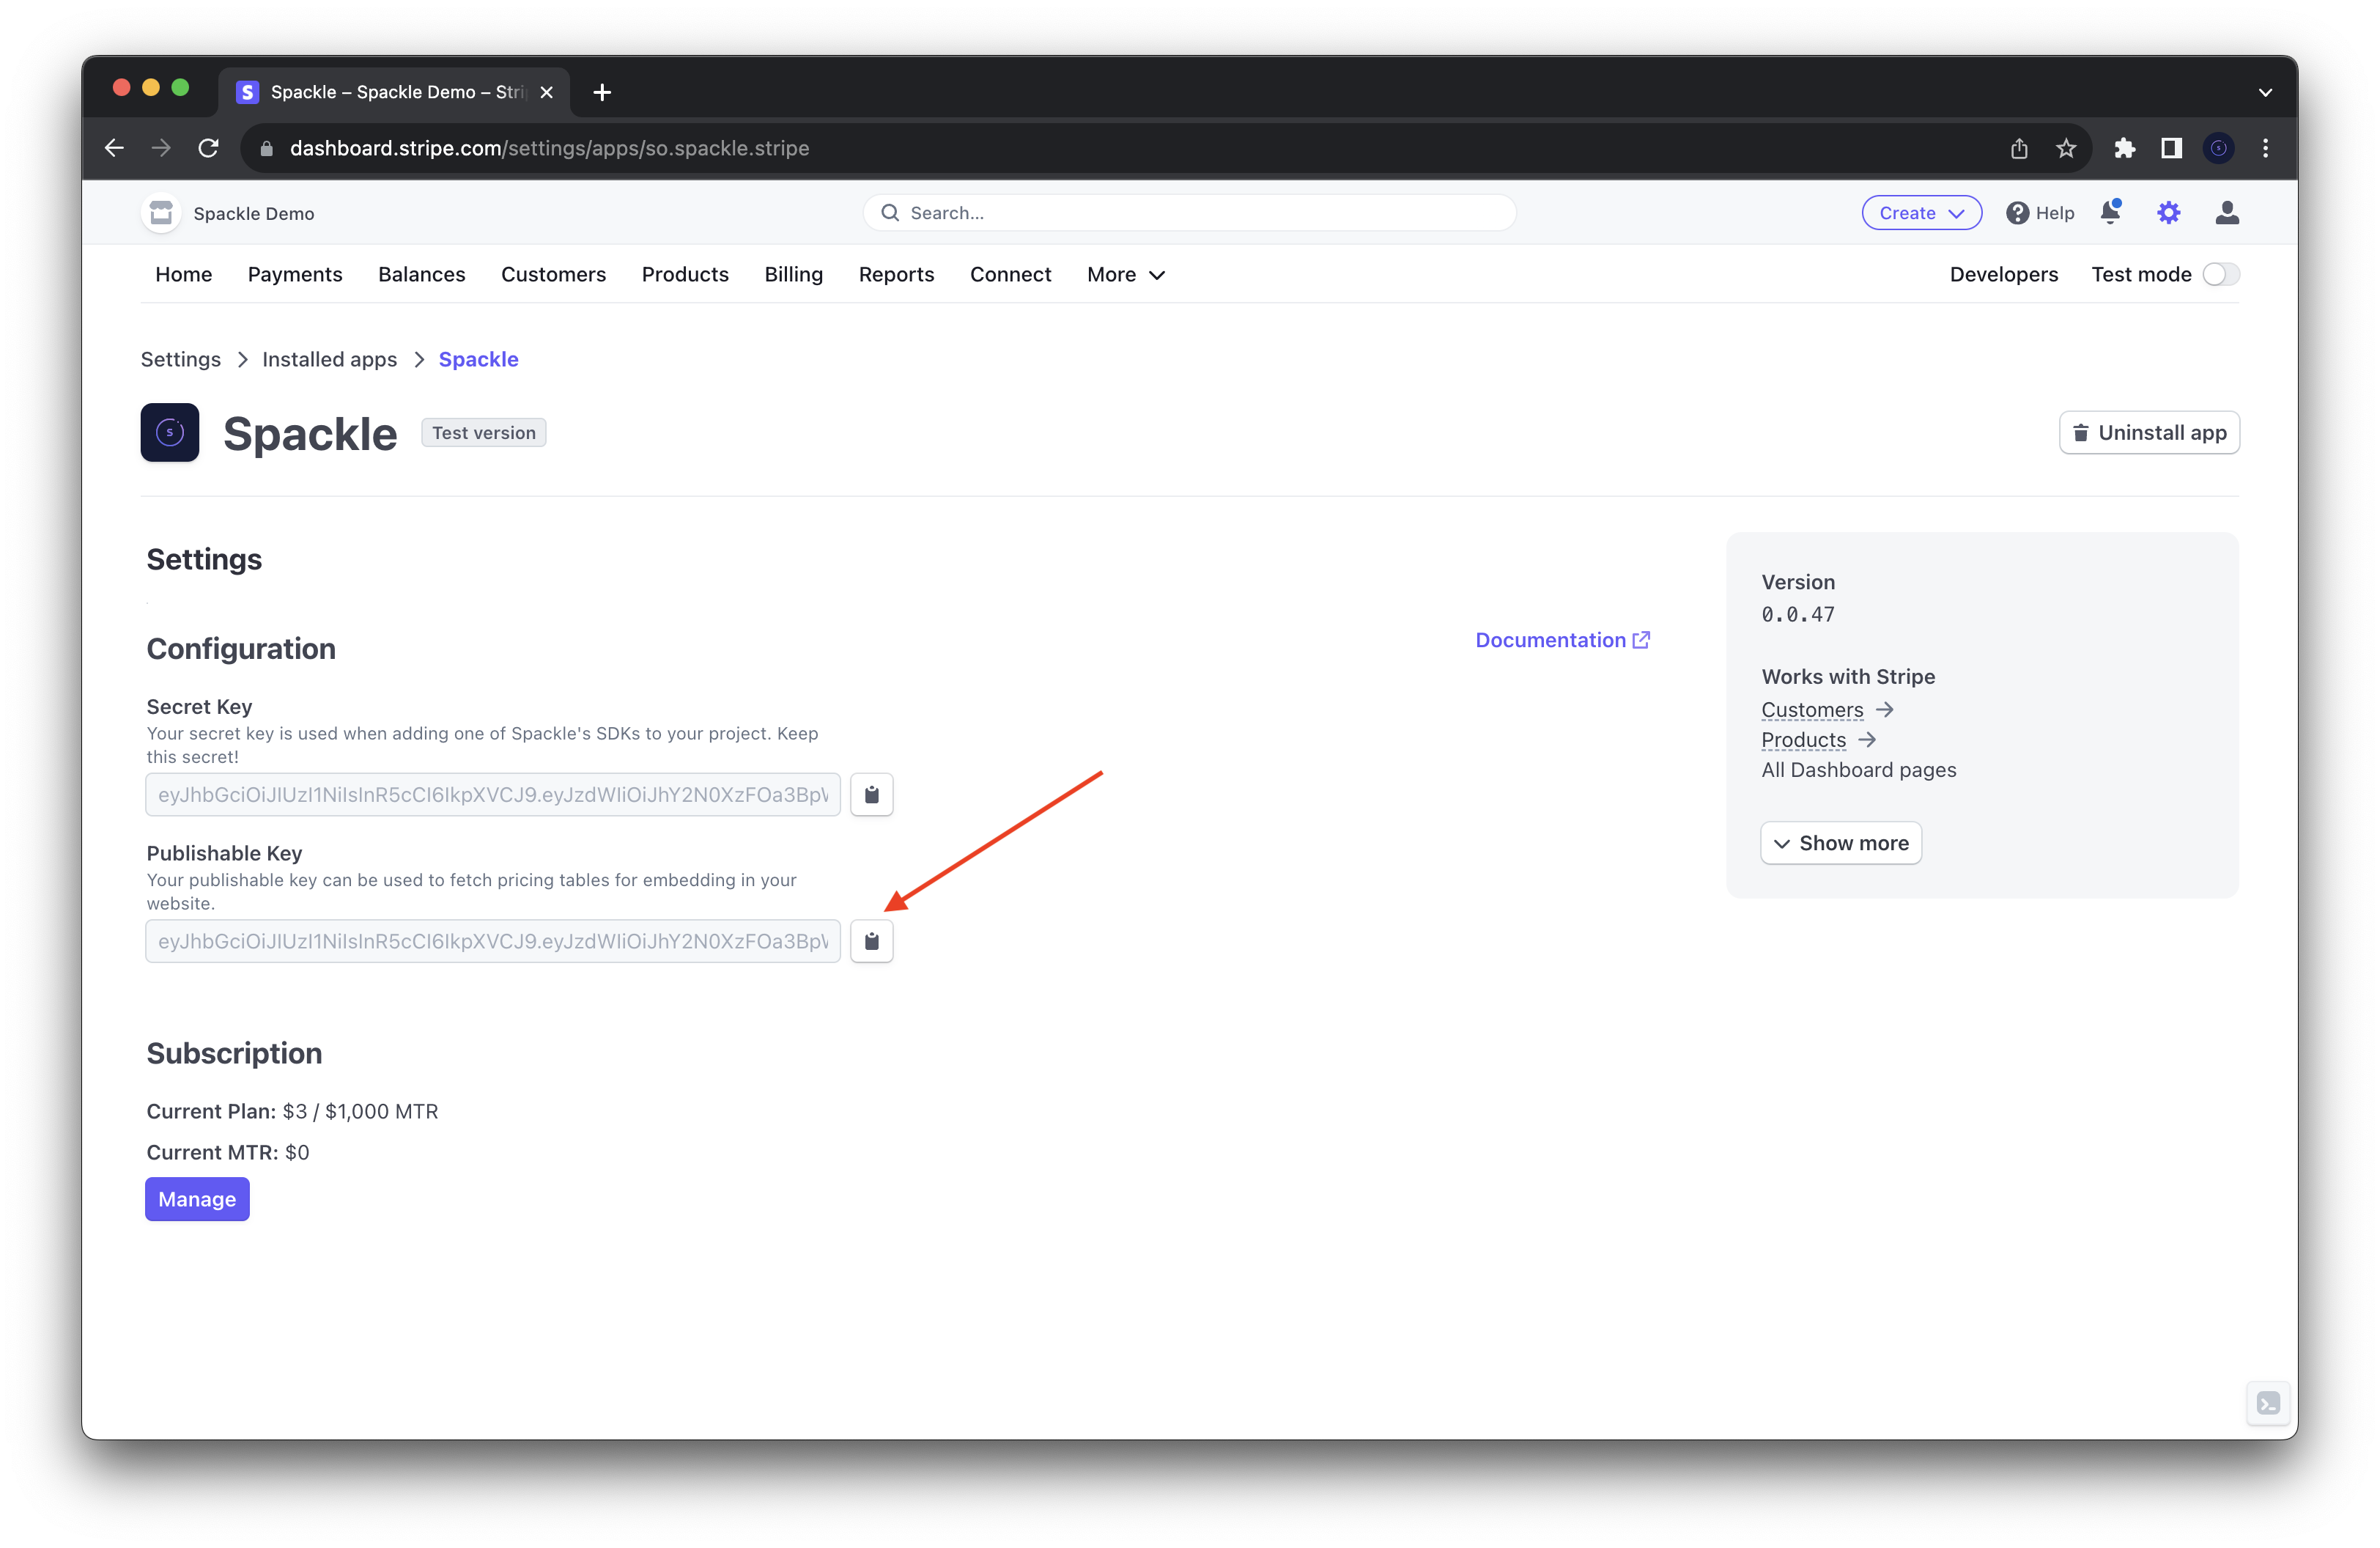 Spackle – Spackle Demo – Stri
dashboard.stripe.com/settings/apps/so.spackle.stripe
Spackle Demo
Search...
Create
Help
Home Payments Balances Customers Products Billing Reports Connect More
Developers Test mode
Settings > Installed apps > Spackle
Spackle
Test version
Uninstall app
Settings
Configuration
Documentation
Secret Key
Your secret key is used when adding one of Spackle's SDKs to your project. Keep
this secret!
eyJhbGciOiJIUzI1NiIsInR5cCI6IkpXVCJ9.eyJzdWIiOiJhY2N0XzFOa3BpV
Publishable Key
Your publishable key can be used to fetch pricing tables for embedding in your
website.
eyJhbGciOiJIUzI1NiIsInR5cCI6IkpXVCJ9.eyJzdWIiOiJhY2N0XzFOa3BpV
Subscription
Current Plan: $3 / $1,000 MTR
Current MTR: $0
Manage
Version
0.0.47
Works with Stripe
Customers
Products
All Dashboard pages
Show more